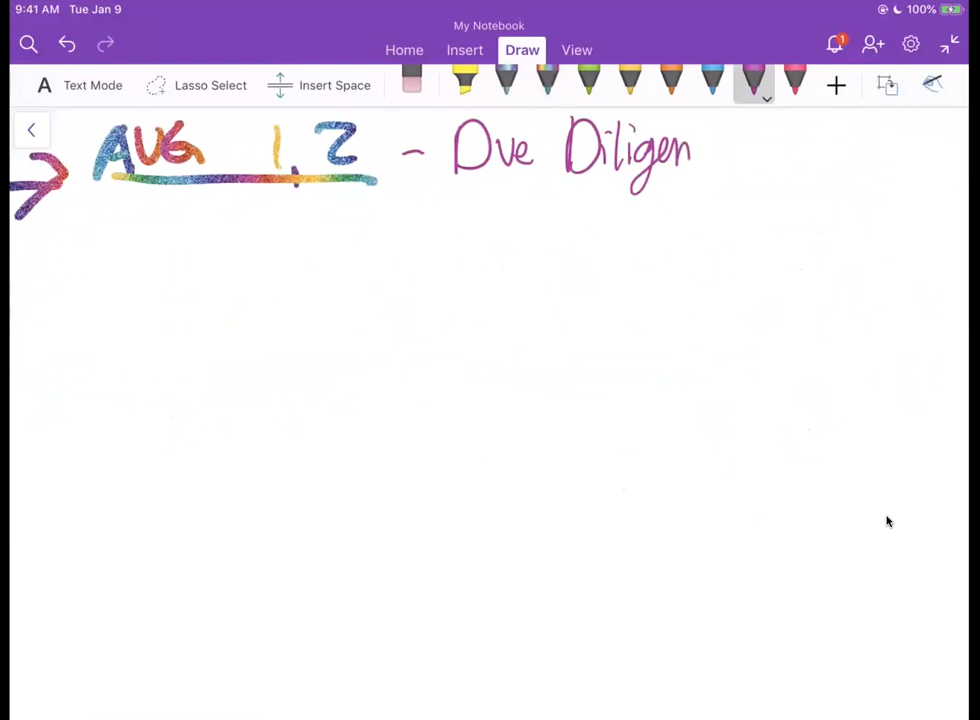 9:41 AM Tue Jan 9
100%
My Notebook
Home Insert Draw View
1
A Text Mode Lasso Select Insert Space
AUG 1, 2 - Due Diligen